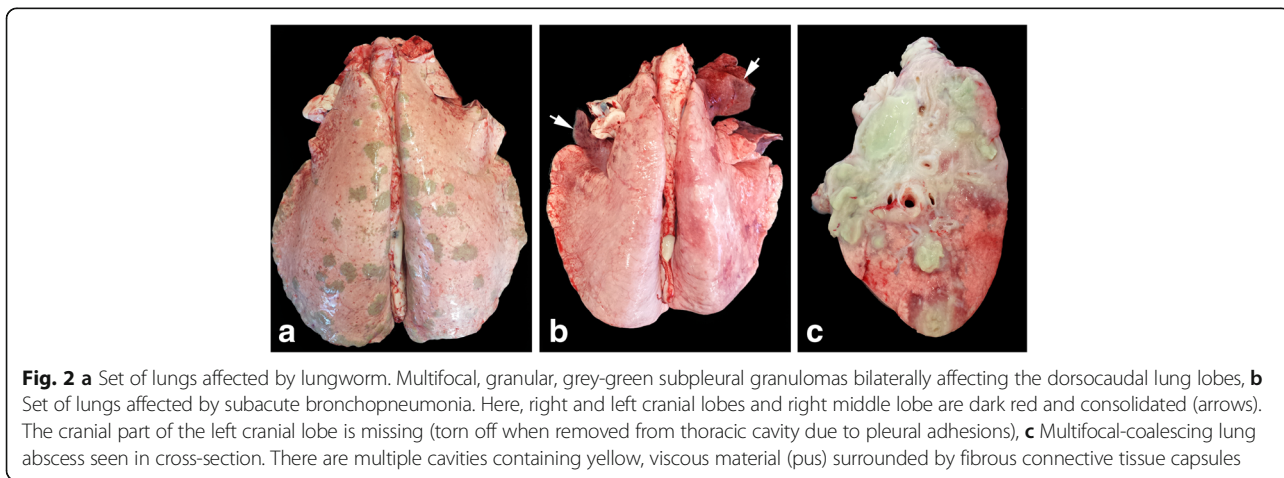 a
b
c
Fig. 2 a Set of lungs affected by lungworm. Multifocal, granular, grey-green subpleural granulomas bilaterally affecting the dorsocaudal lung lobes, b
Set of lungs affected by subacute bronchopneumonia. Here, right and left cranial lobes and right middle lobe are dark red and consolidated (arrows).
The cranial part of the left cranial lobe is missing (torn off when removed from thoracic cavity due to pleural adhesions), c Multifocal-coalescing lung
abscess seen in cross-section. There are multiple cavities containing yellow, viscous material (pus) surrounded by fibrous connective tissue capsules